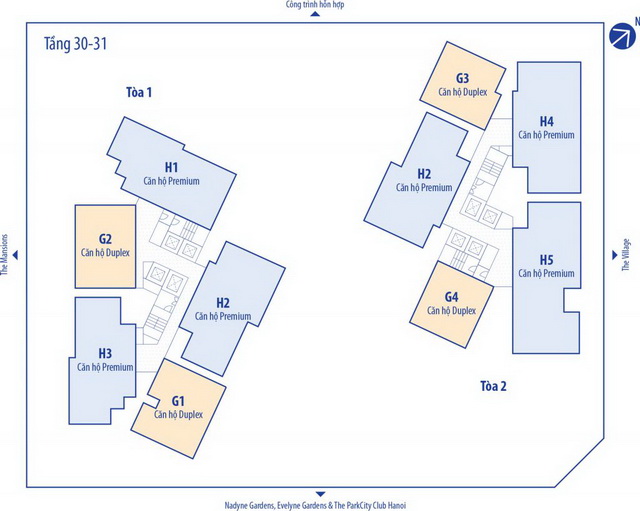 Công trình hỗn hợp
N
Tầng 30-31
Tòa 1
G3
Căn hộ Duplex
H4
Căn hộ Premium
H1
Căn hộ Premium
H2
Căn hộ Premium
G2
Căn hộ Duplex
The Mansions
The Village
H5
Căn hộ Premium
H2
Căn hộ Premium
G4
Căn hộ Duplex
H3
Căn hộ Premium
G1
Căn hộ Duplex
Tòa 2
Nadyne Gardens, Evelyne Gardens & The ParkCity Club Hanoi